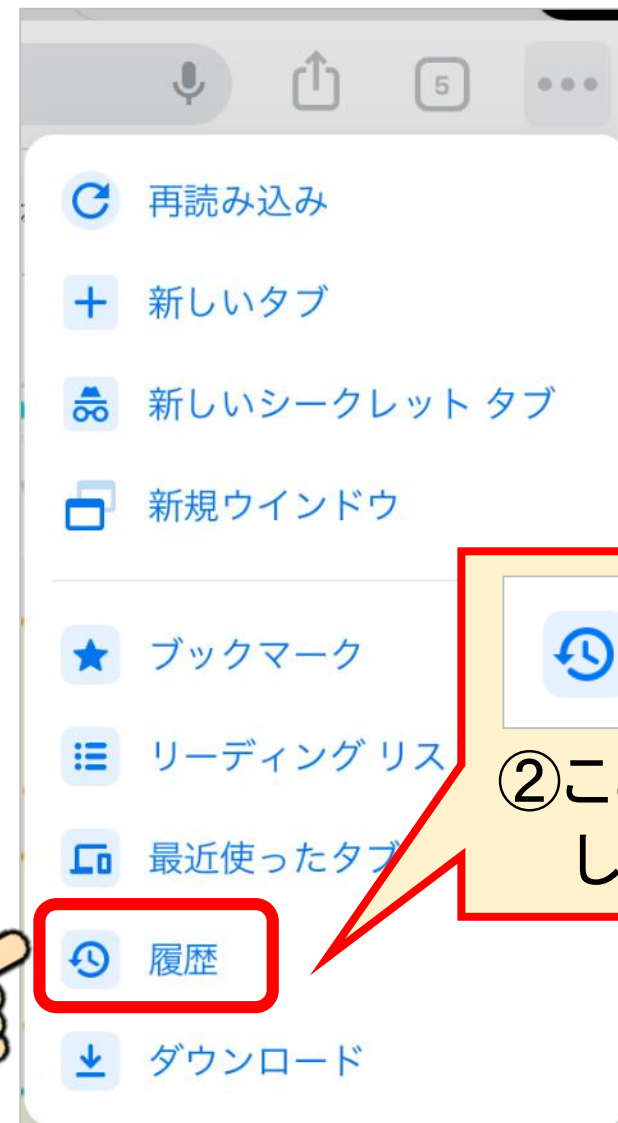 5
再読み込み
新しいタブ
新しいシークレット タブ
新規ウインドウ
ブックマーク
リーディング リス
最近使ったタブ
②こ
し
履歴
ダウンロード